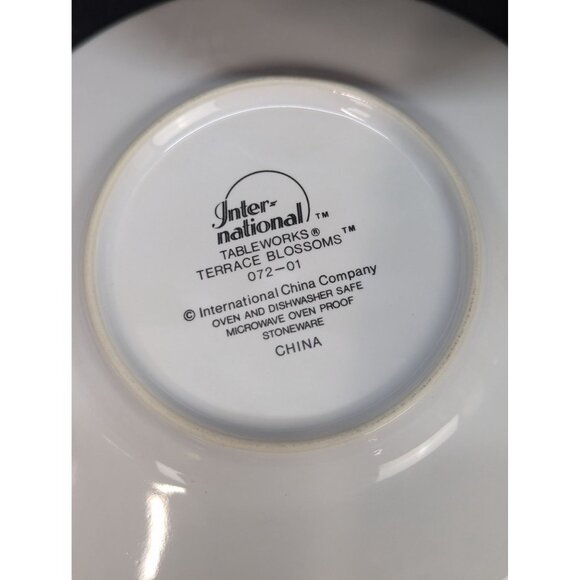 Inter-
national™
TABLEWORKS®
TERRACE BLOSSOMS™
072-01
© International China Company
OVEN AND DISHWASHER SAFE
MICROWAVE OVEN PROOF
STONEWARE
CHINA